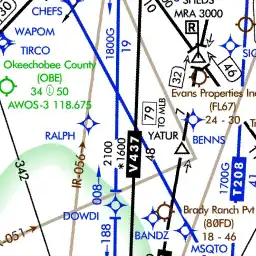 CHEFS
30
SHEDS
MRA 3000
R
WAPOM
TIRCO
1800G
19
SIG
Okeechobee County
(OBE)
34 50
AWOS-3 118.675
32
46
Evans Properties Inc
(FL67)
24 - 30
79
TO MLB
RALPH
YATUR
BENNS
IR-056
2100
*1600
V437
48
1700G
T208
41
342
008
188
DOWDI
-051
Brady Ranch Pvt
(80FD)
18 - 46
BANDZ
MSQTO